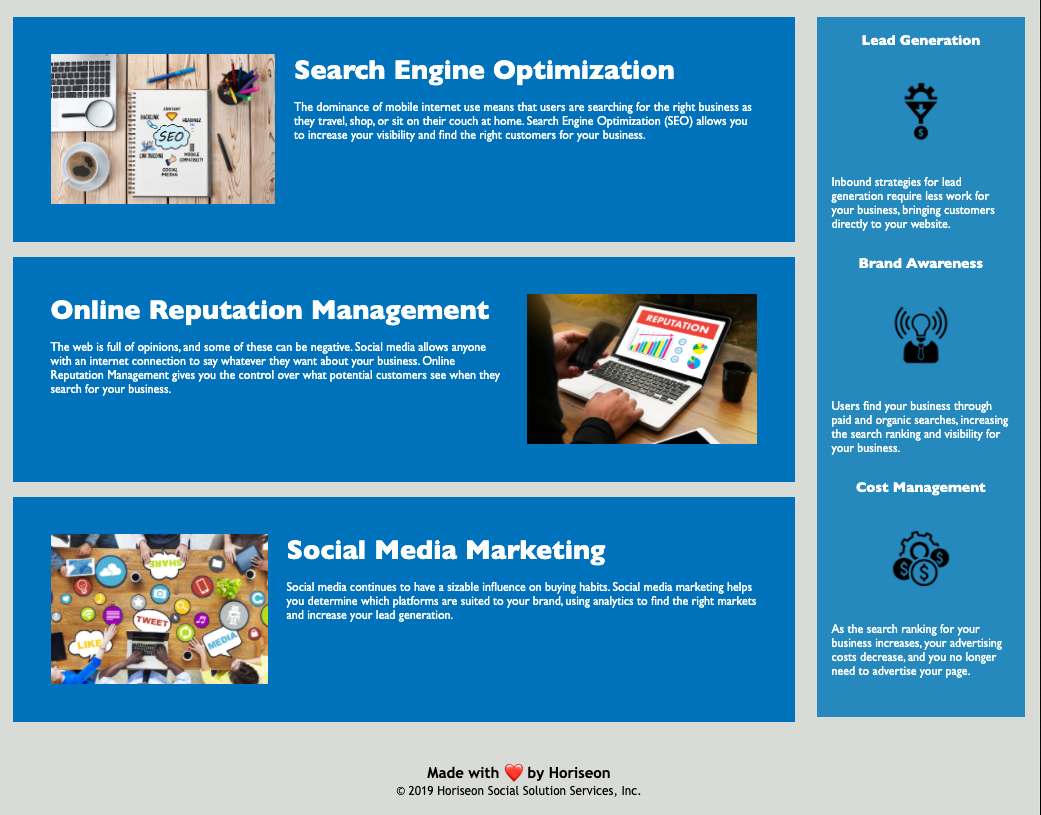 Search Engine Optimization
The dominance of mobile internet use means that users are searching for the right business as
they travel, shop, or sit on their couch at home. Search Engine Optimization (SEO) allows you
to increase your visibility and find the right customers for your business.
CONTENT
BACKLINK
HEADINGS
SEO
LINK BUILDING
MOBILE
COMPATIBILITY
SOCIAL
MEDIA
Online Reputation Management
The web is full of opinions, and some of these can be negative. Social media allows anyone
with an internet connection to say whatever they want about your business. Online
Reputation Management gives you the control over what potential customers see when they
search for your business.
REPUTATION
Social Media Marketing
Social media continues to have a sizable influence on buying habits. Social media marketing helps
you determine which platforms are suited to your brand, using analytics to find the right markets
and increase your lead generation.
SHARE
TWEET
LIKE
MEDIA
Lead Generation
$
Inbound strategies for lead
generation require less work for
your business, bringing customers
directly to your website.
Brand Awareness
Users find your business through
paid and organic searches, increasing
the search ranking and visibility for
your business.
Cost Management
$ $ $
As the search ranking for your
business increases, your advertising
costs decrease, and you no longer
need to advertise your page.
Made with ❤️ by Horiseon
© 2019 Horiseon Social Solution Services, Inc.